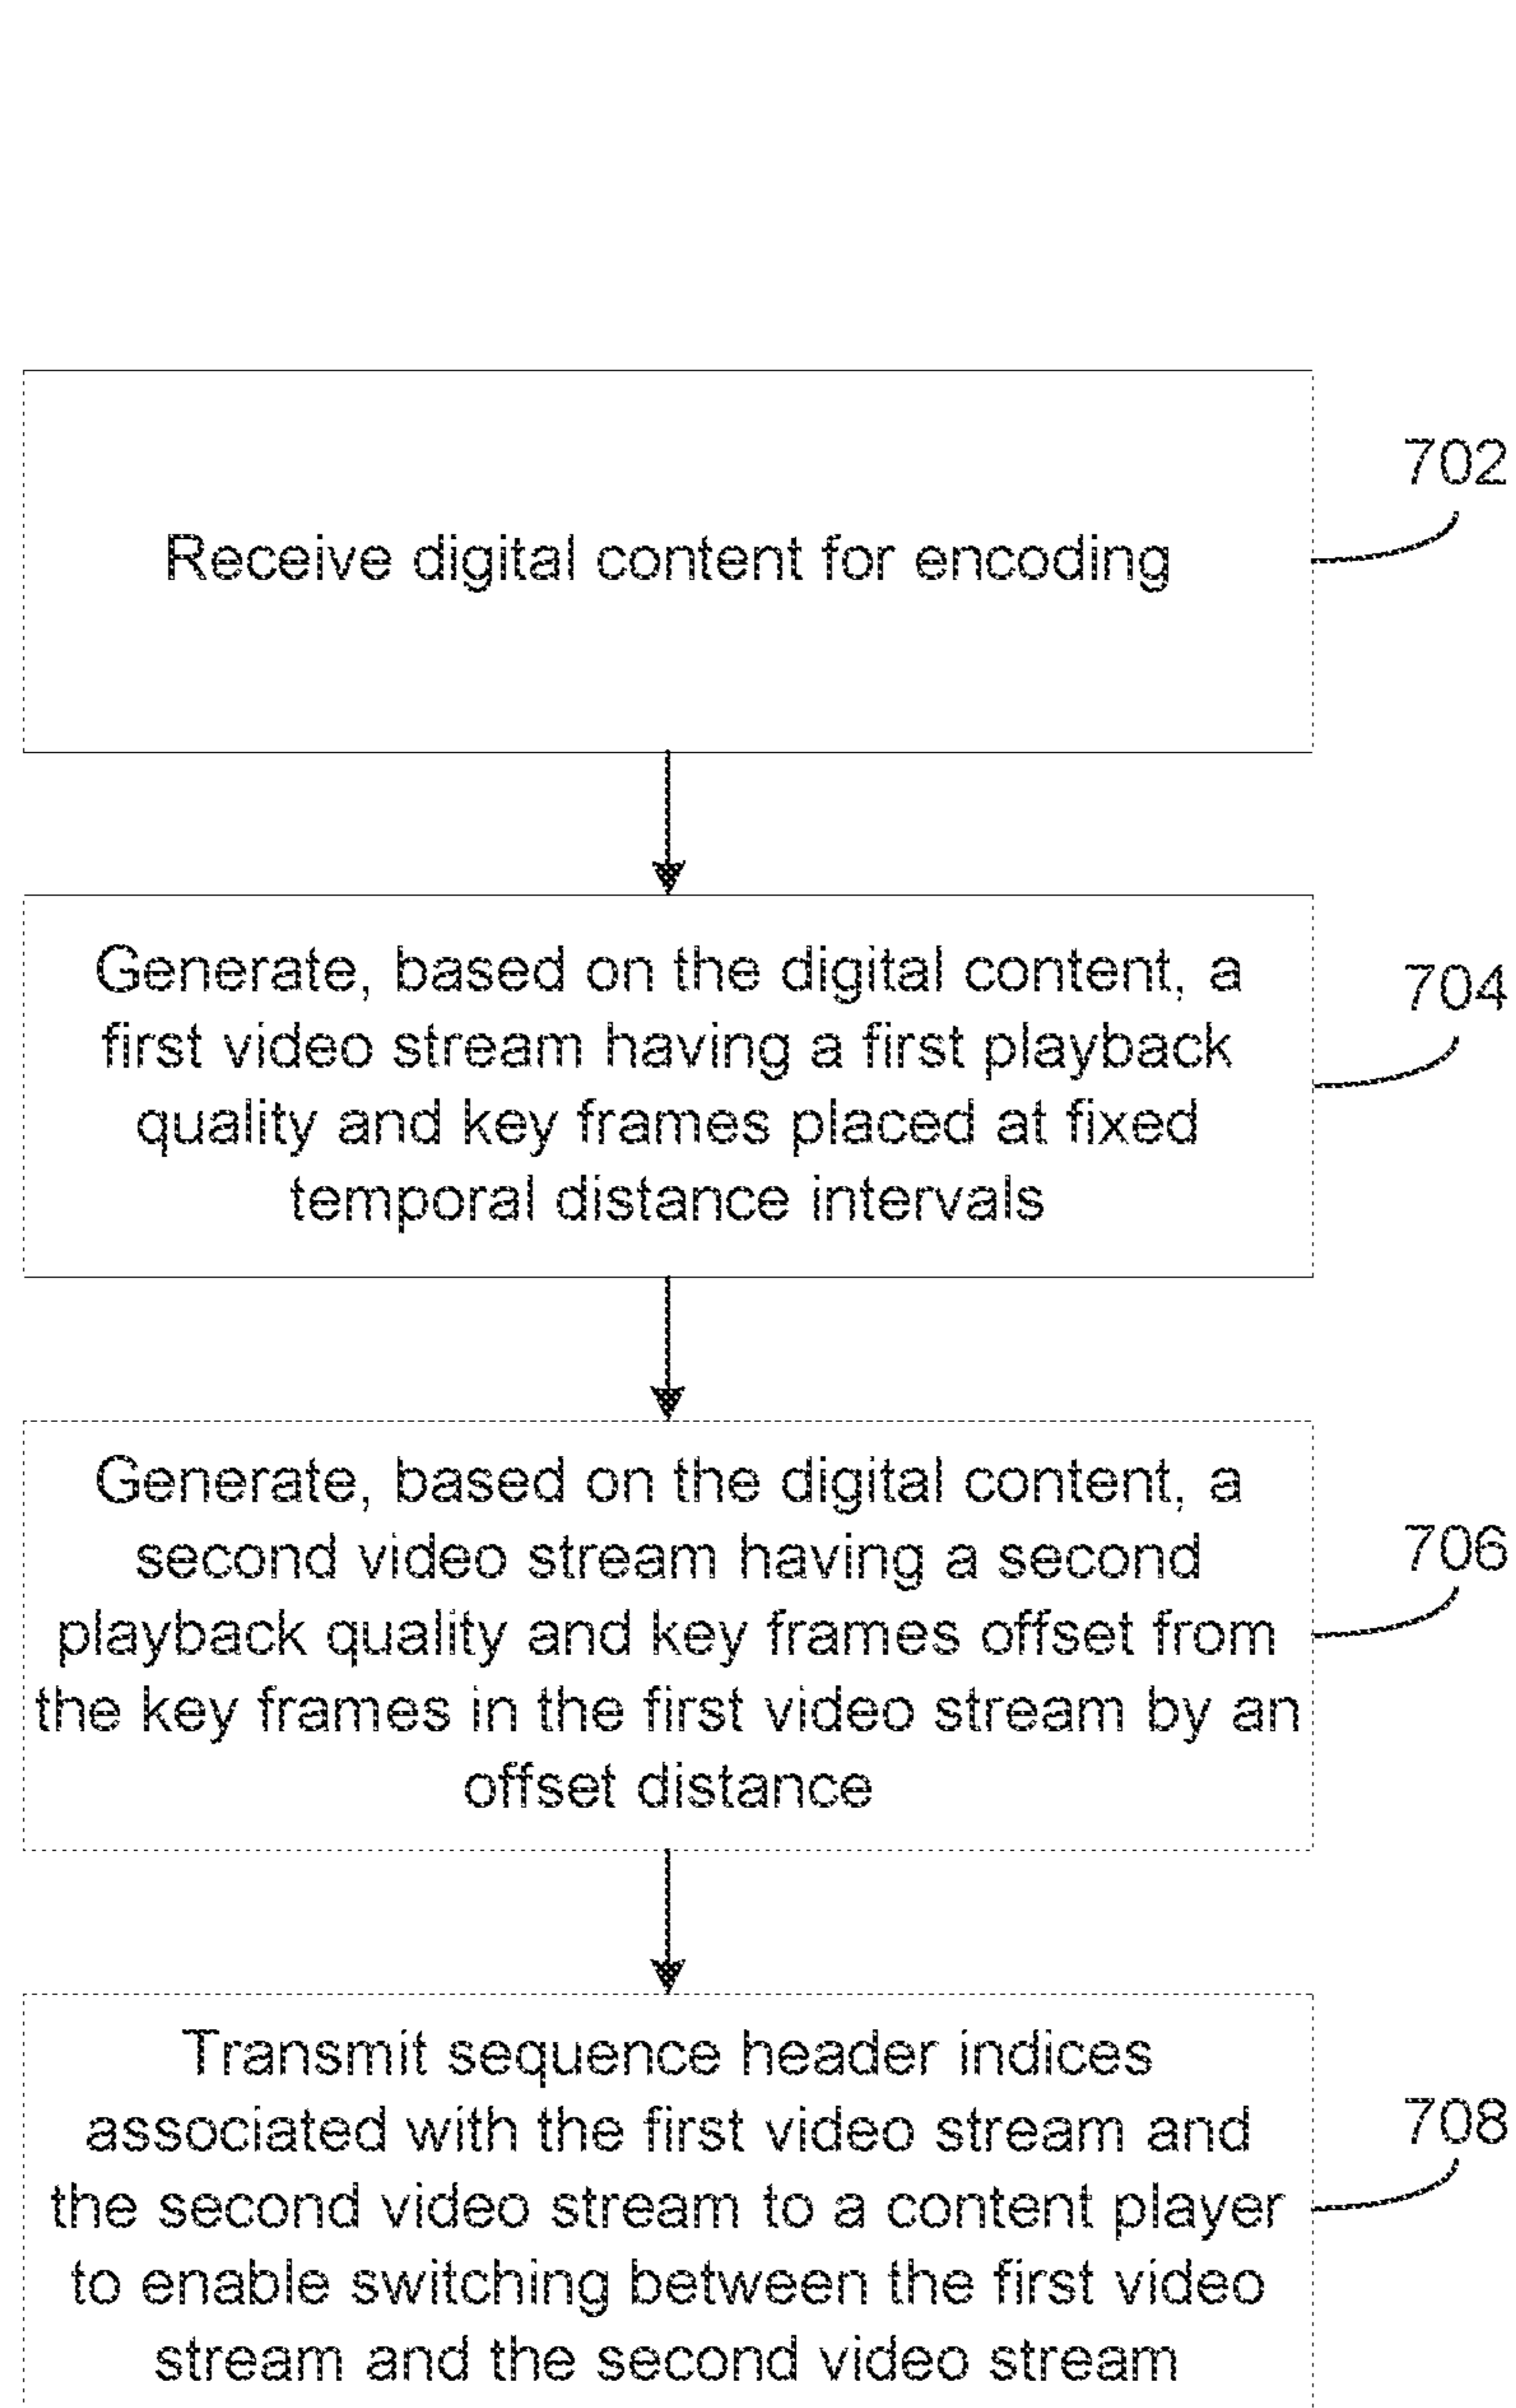 Receive digital content for encoding
702
Generate, based on the digital content, a
first video stream having a first playback
quality and key frames placed at fixed
temporal distance intervals
704
Generate, based on the digital content, a
second video stream having a second
playback quality and key frames offset from
the key frames in the first video stream by an
offset distance
706
Transmit sequence header indices
associated with the first video stream and
the second video stream to a content player
to enable switching between the first video
stream and the second video stream
708